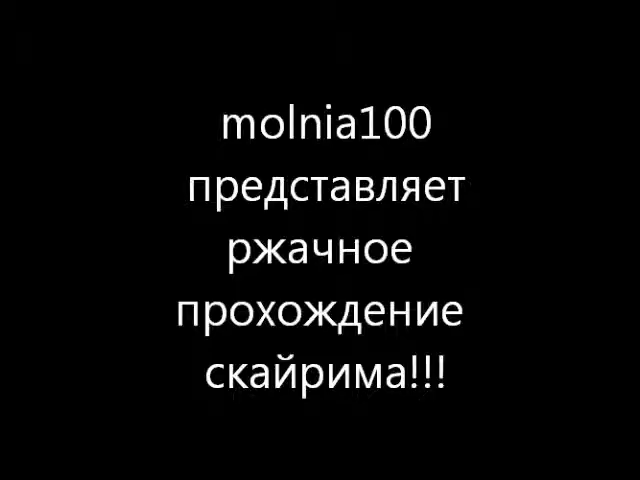 molnia100
представляет
ржачное
прохождение
скайрима!!!